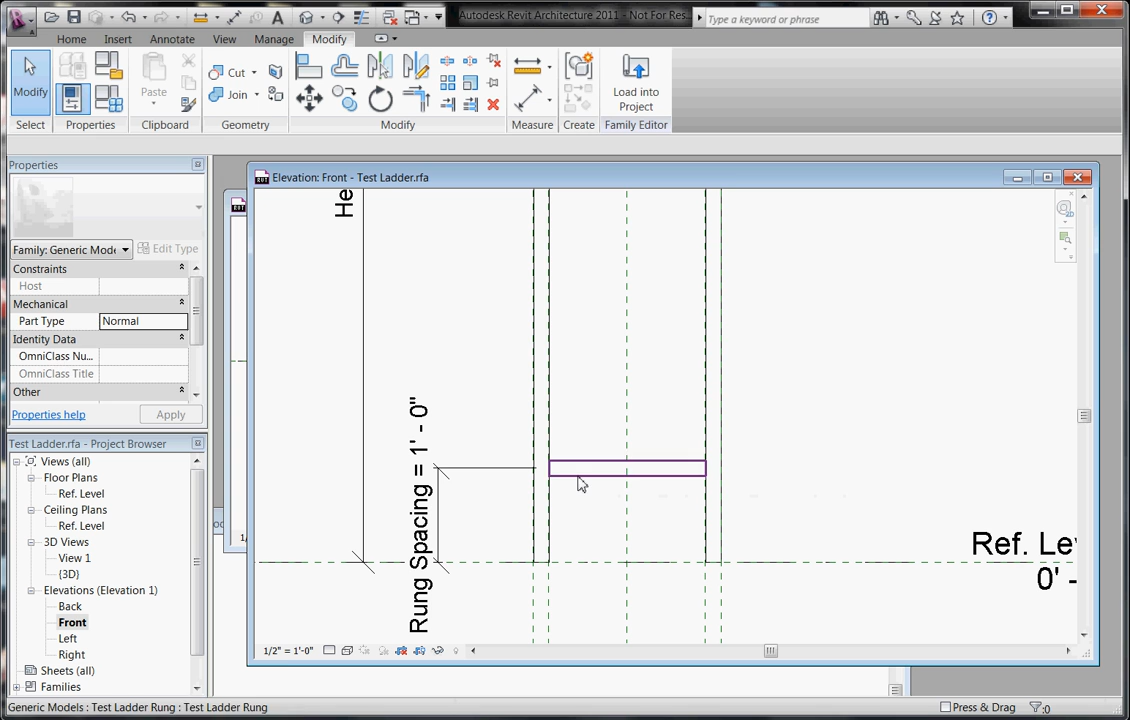 Autodesk Revit Architecture 2011 - Not For Res...
Type a keyword or phrase
Home
Insert
Annotate
View
Manage
Modify
Modify
Paste
Cut
Join
Load into
Project
Select
Properties
Clipboard
Geometry
Modify
Measure
Create
Family Editor
Properties
Family: Generic Mode
Edit Type
Constraints
Host
Mechanical
Part Type
Normal
Identity Data
OmniClass Nu...
OmniClass Title
Other
Properties help
Apply
Test Ladder.rfa - Project Browser
Views (all)
Floor Plans
Ref. Level
Ceiling Plans
Ref. Level
3D Views
View 1
{3D}
Elevations (Elevation 1)
Back
Front
Left
Right
Sheets (all)
Families
Elevation: Front - Test Ladder.rfa
He
Rung Spacing = 1' - 0"
Ref. Lev
0' -
1/2" = 1'-0"
Generic Models : Test Ladder Rung : Test Ladder Rung
Press & Drag
:0